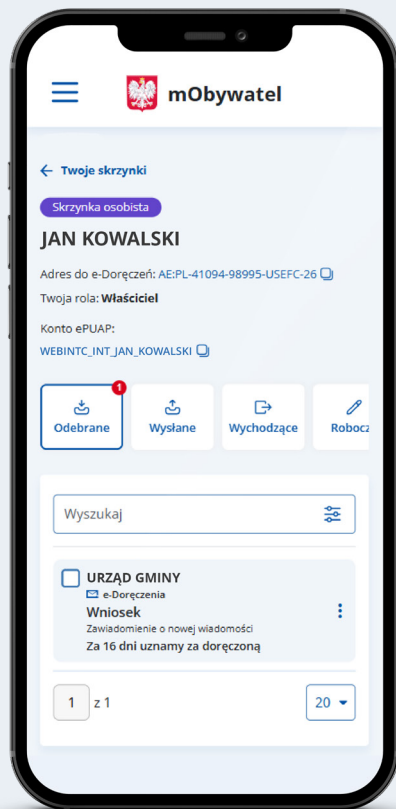 mObywatel
Twoje skrzynki
Skrzynka osobista
JAN KOWALSKI
Adres do e-Doręczeń: AE:PL-41094-98995-USEFC-26
Twoja rola: Właściciel
Konto ePUAP:
WEBINTC_INT_JAN_KOWALSKI
1
Odebrane
Wysłane
Wychodzące
Robocz
Wyszukaj
URZĄD GMINY
e-Doręczenia
Wniosek
Zawiadomienie o nowej wiadomości
Za 16 dni uznamy za doręczoną
1 z 1
20